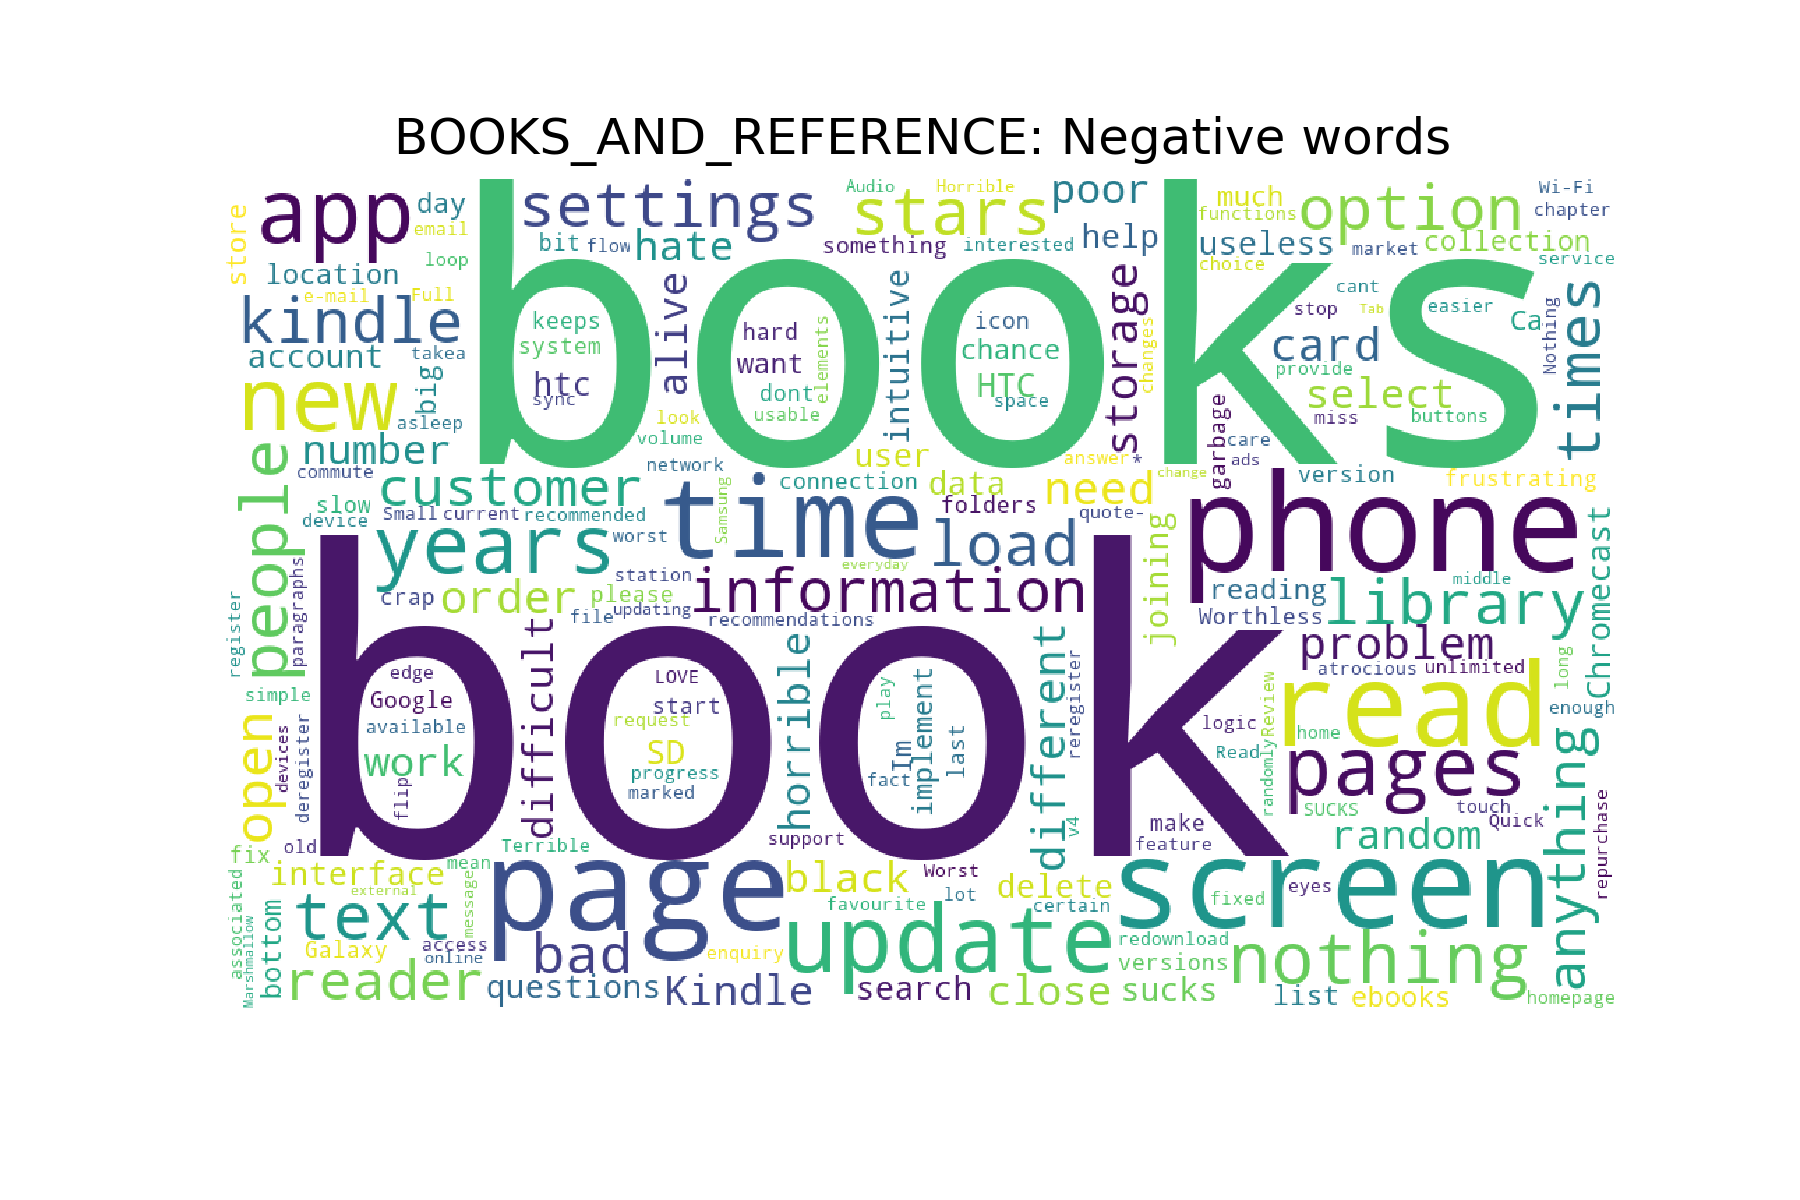 BOOKS_AND_REFERENCE: Negative words
books
book
app
day
email
store
settings
bit
flow
hate
Audio
Horrible
stars
poor
something
interested
help
much
functions
option
Wi-Fi
chapter
useless
market
collection
service
choice
location
loop
e-mail
Full
kindle
account
takea
new
big
asleep
number
commute
people
keeps
system
htc
sync
alive
look
volume
network
hard
want
dont
usable
elements
intuitive
user
icon
chance
HTC
space
storage
changes
answer
*
change
garbage
care
ads
cant
stop
Tab
easier
Ca
Nothing
times
card
provide
select
miss
buttons
version
frustrating
customer
slow
device
Small
current
recommended
years
worst
Samsung
time
connection
data
folders
need
quote-
load
joining
phone
everyday
station
information
crap
order
please
file
updating
recommendations
reading
Worthless
middle
library
Chromecast
register
paragraphs
simple
deregister
devices
open
edge
Google
available
work
flip
difficult
LOVE
start
request
SD
progress
marked
horrible
play
Im
implement
fact
last
different
reregister
v4
problem
atrocious
unlimited
long
enough
read
logic
Read
randomlyReview
home
pages
SUCKS
touch
Quick
anything
repurchase
make
feature
random
support
old
fix
interface
mean
external
Terrible
message
associated
Marshmallow
bottom
text
Galaxy
access
online
reader
page
bad
questions
Kindle
enquiry
black
favourite
Worst
lot
delete
certain
update
search
close
screen
eyes
fixed
redownload
versions
sucks
nothing
list
ebooks
homepage